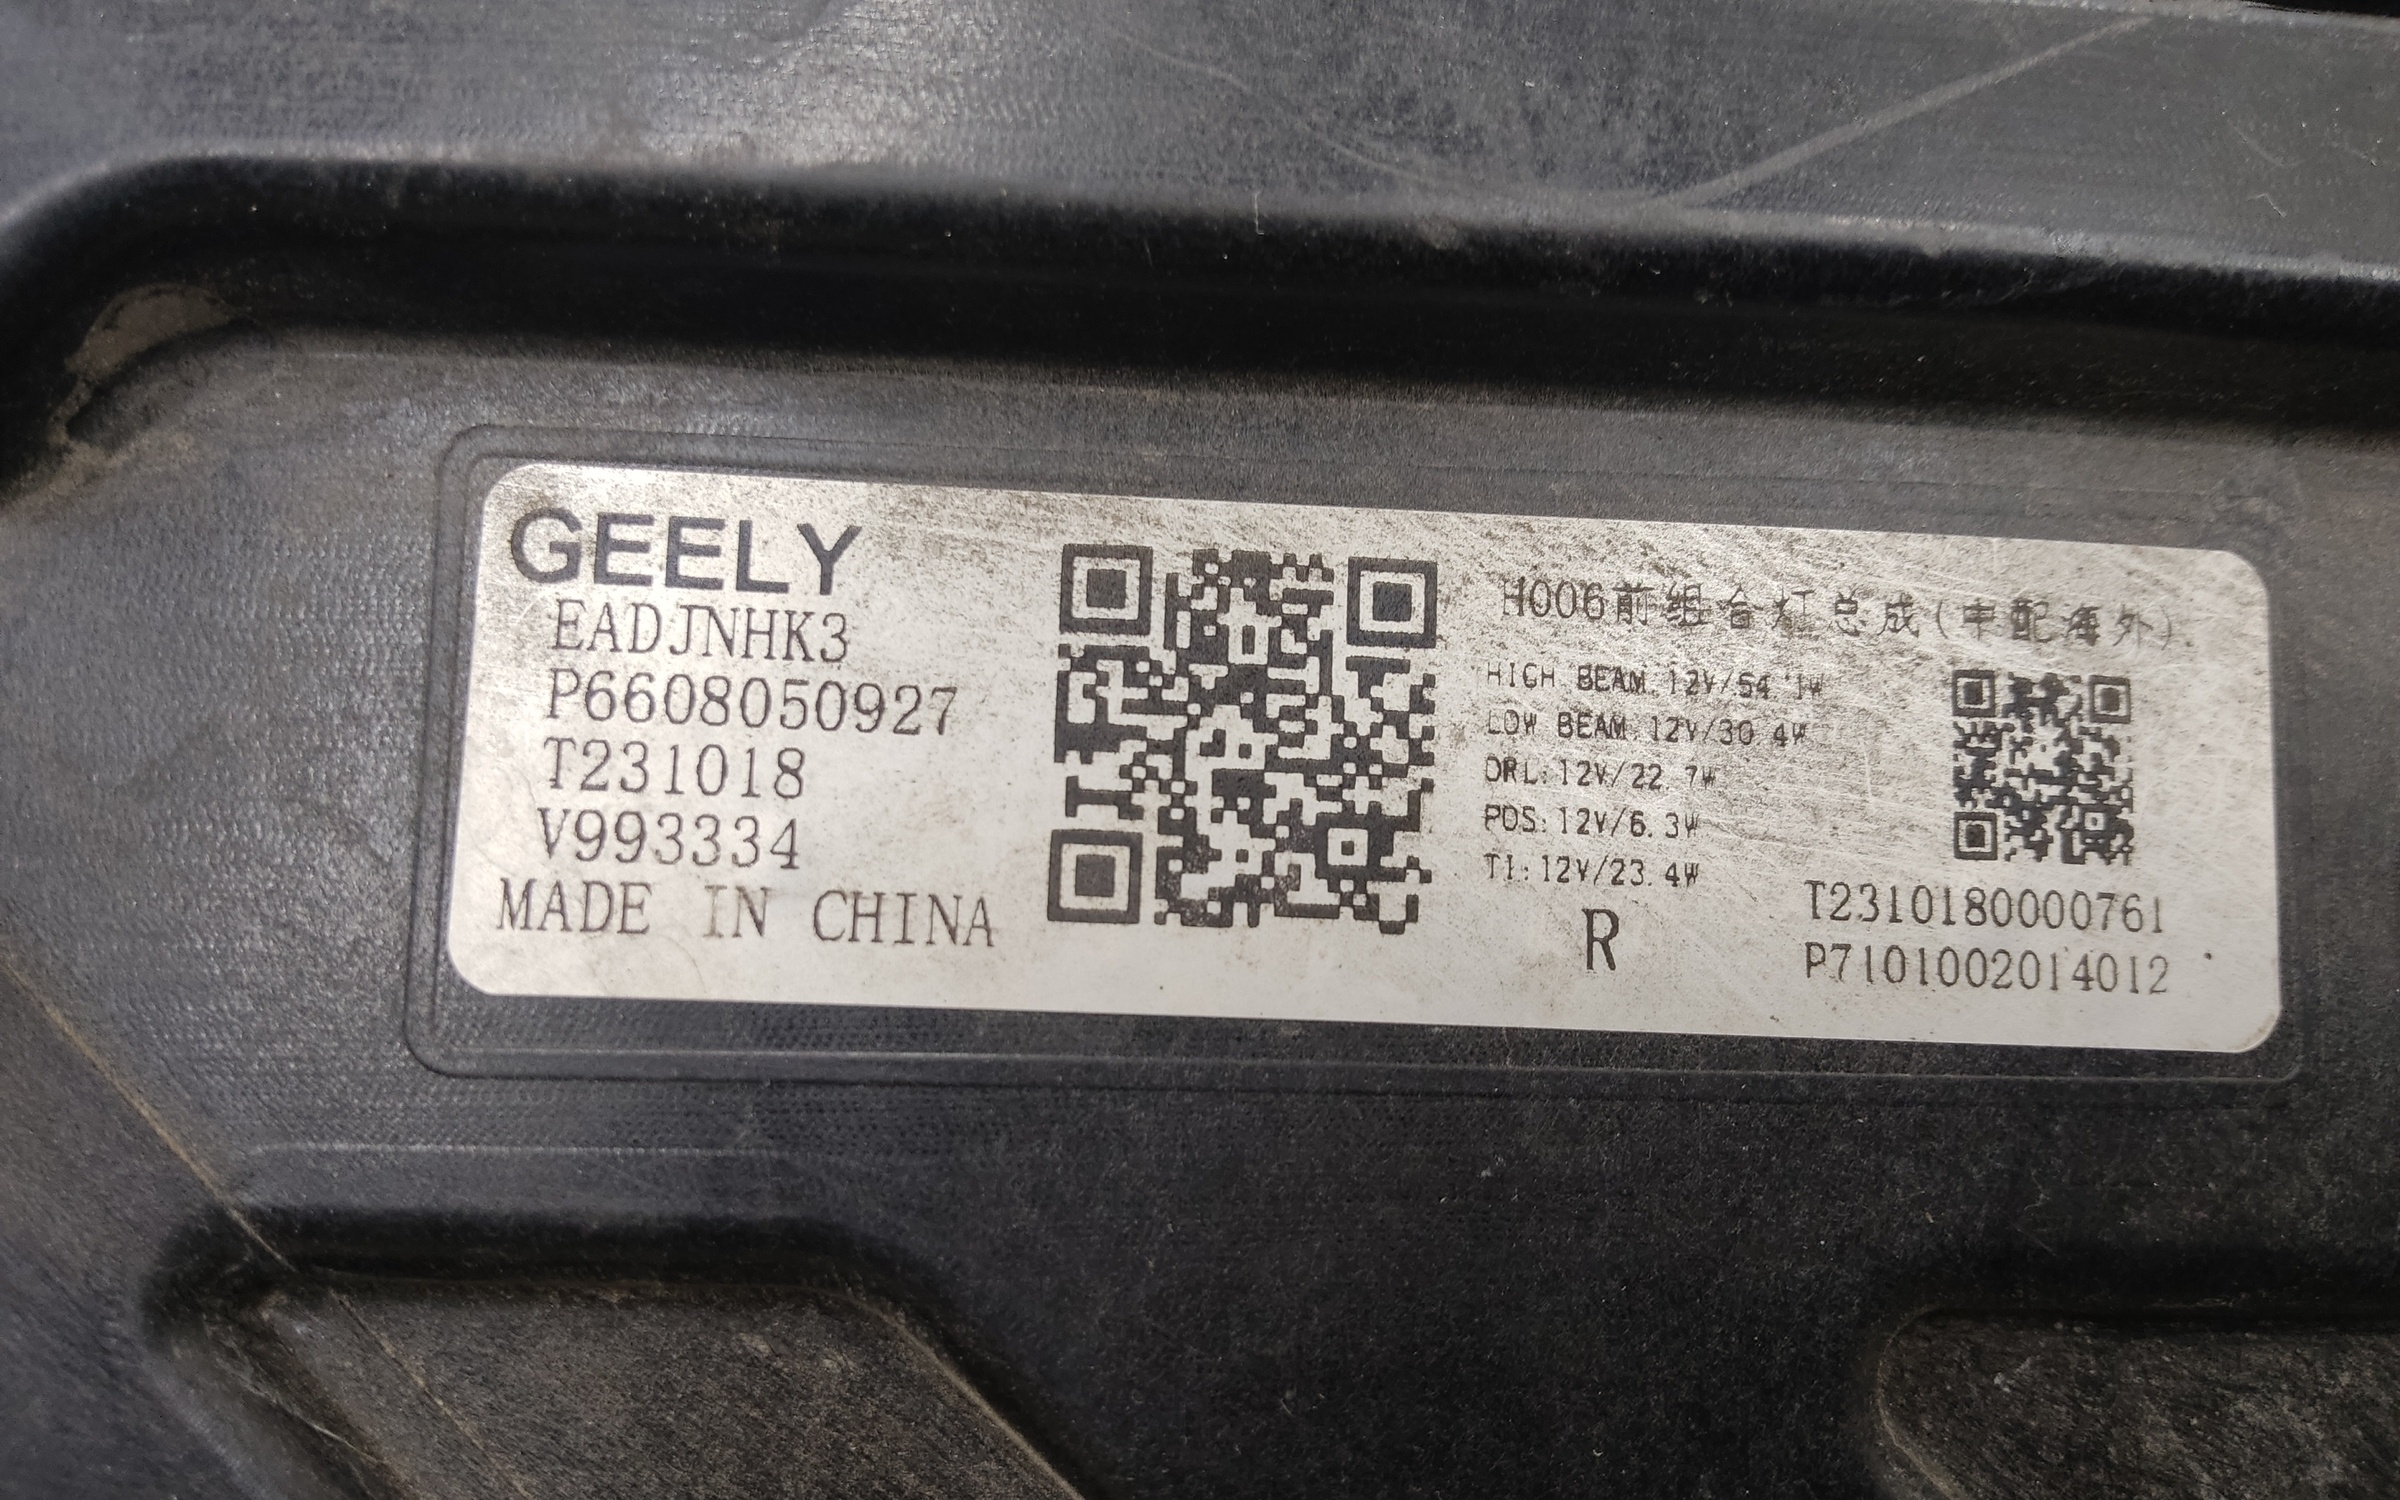 GEELY
EADJNHK3
P6608050927
T231018
V993334
MADE IN CHINA
H006前组合灯总成(中配海外)
HIGH BEAM:12V/54.1W
LOW BEAM:12V/30.4W
DRL:12V/22.7W
POS:12V/6.3W
TI:12V/23.4W
R
T2310180000761
P7101002014012